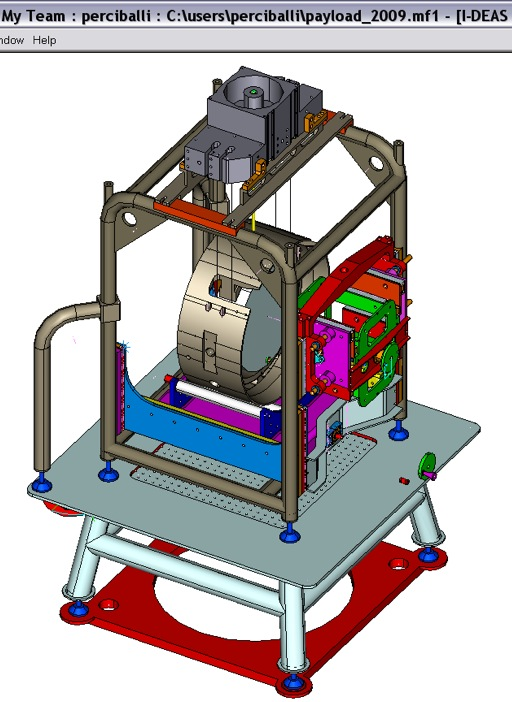 My Team : perciballi : C:\users\perciballi\payload_2009.mf1 - [I-DEAS
ndow Help